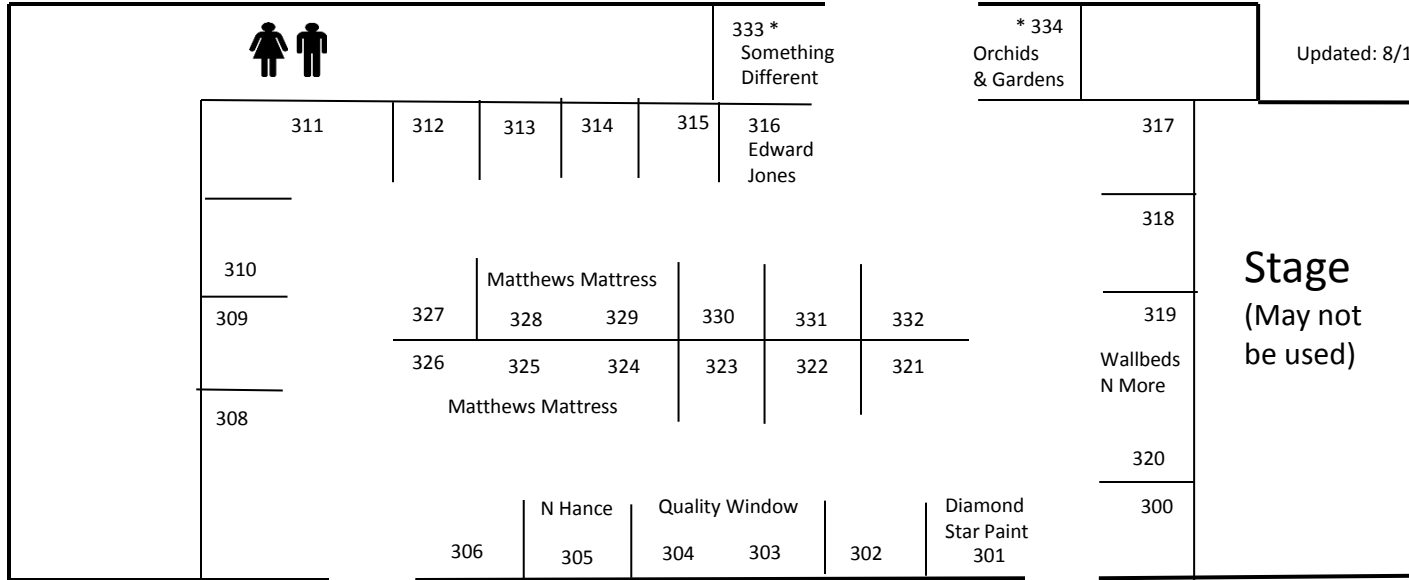 333 *
Something
Different
* 334
Orchids
& Gardens
Updated: 8/1
311
312
313
314
315
316
Edward
Jones
317
318
Stage
(May not
be used)
310
309
308
Matthews Mattress
327
328
329
330
331
332
326
325
324
323
322
321
Matthews Mattress
319
Wallbeds
N More
320
300
N Hance
305
Quality Window
304
303
302
Diamond
Star Paint
301
306